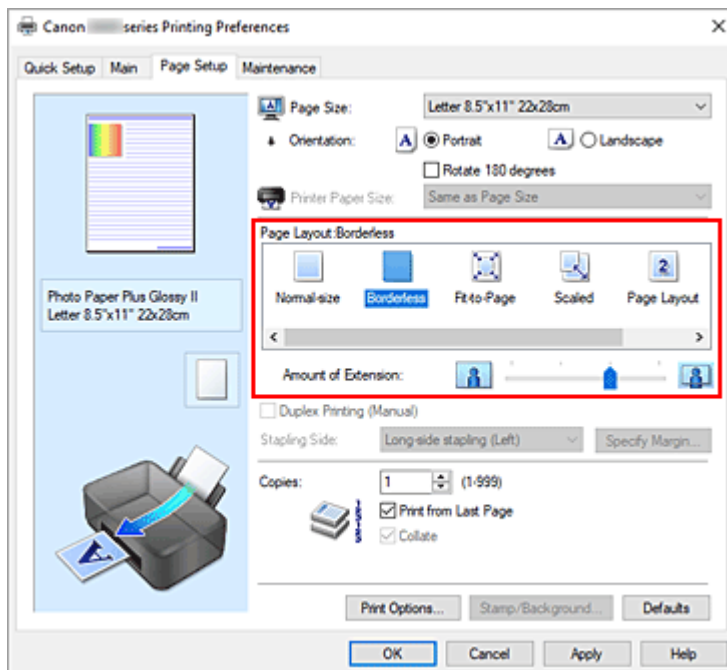 Canon series Printing Preferences
Quick Setup Main Page Setup Maintenance
Page Size: Letter 8.5"x11" 22x28cm
Orientation: A Portrait A Landscape
Rotate 180 degrees
Printer Paper Size: Same as Page Size
Page Layout:Borderless
Normal-size Borderless Fit-to-Page Scaled 2 Page Layout
Photo Paper Plus Glossy II
Letter 8.5"x11" 22x28cm
Amount of Extension:
Duplex Printing (Manual)
Stapling Side: Long-side stapling (Left) Specify Margin...
Copies: 1 (1-999)
Print from Last Page
Collate
A
Print Options... Stamp/Background... Defaults
OK Cancel Apply Help